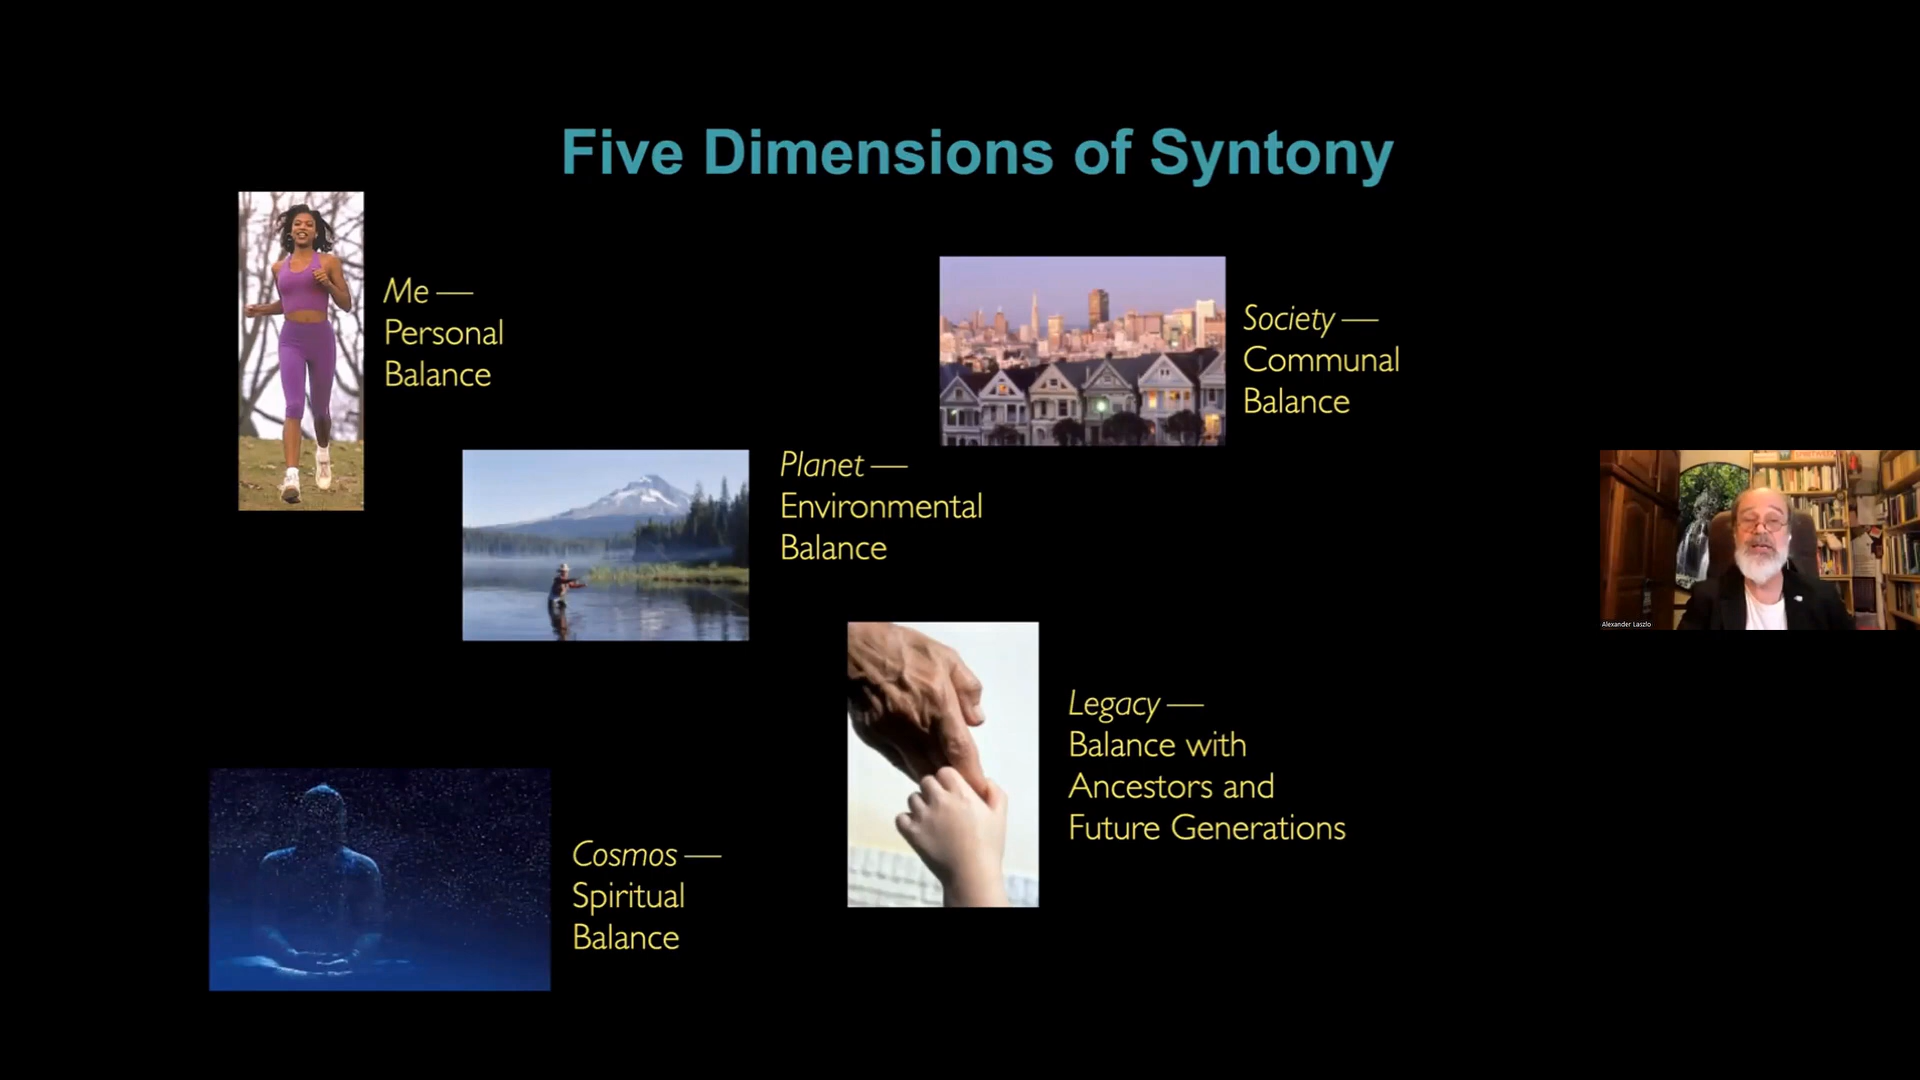 Five Dimensions of Syntony
Me —
Personal
Balance
Society —
Communal
Balance
Planet —
Environmental
Balance
Legacy —
Balance with
Ancestors and
Future Generations
Cosmos —
Spiritual
Balance
Alexander Laszlo